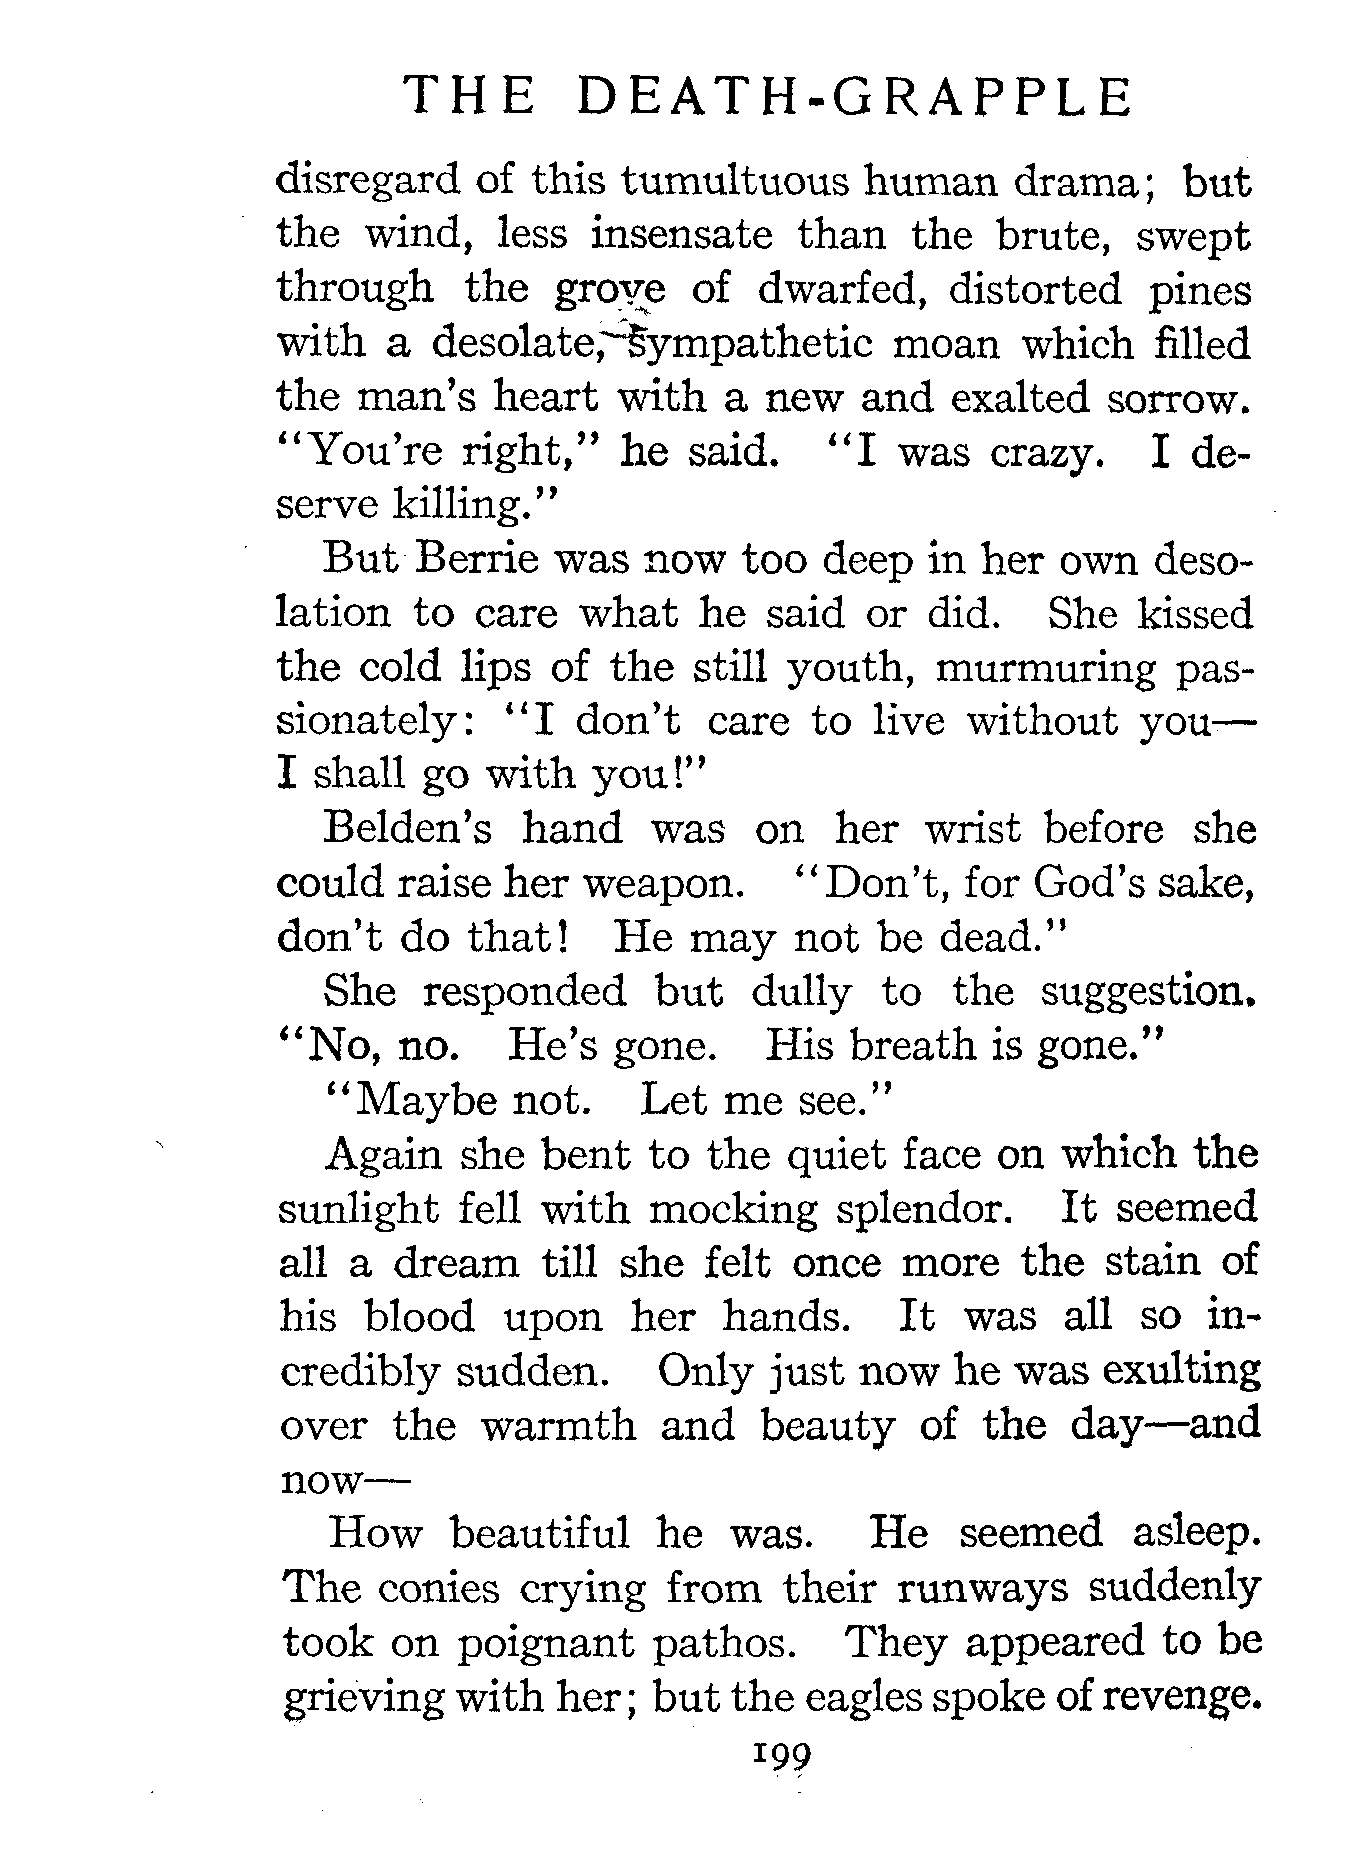 THE DEATH-GRAPPLE
disregard of this tumultuous human drama; but
the wind, less insensate than the brute, swept
through the grove of dwarfed, distorted pines
with a desolate, sympathetic moan which filled
the man's heart with a new and exalted sorrow.
"You're right," he said. "I was crazy. I de-
serve killing."
But Berrie was now too deep in her own deso-
lation to care what he said or did. She kissed
the cold lips of the still youth, murmuring pas-
sionately: "I don't care to live without you—
I shall go with you!"
Belden's hand was on her wrist before she
could raise her weapon. "Don't, for God's sake,
don't do that! He may not be dead."
She responded but dully to the suggestion.
"No, no. He's gone. His breath is gone."
"Maybe not. Let me see."
Again she bent to the quiet face on which the
sunlight fell with mocking splendor. It seemed
all a dream till she felt once more the stain of
his blood upon her hands. It was all so in-
credibly sudden. Only just now he was exulting
over the warmth and beauty of the day—and
now—
How beautiful he was. He seemed asleep.
The conies crying from their runways suddenly
took on poignant pathos. They appeared to be
grieving with her; but the eagles spoke of revenge.
199